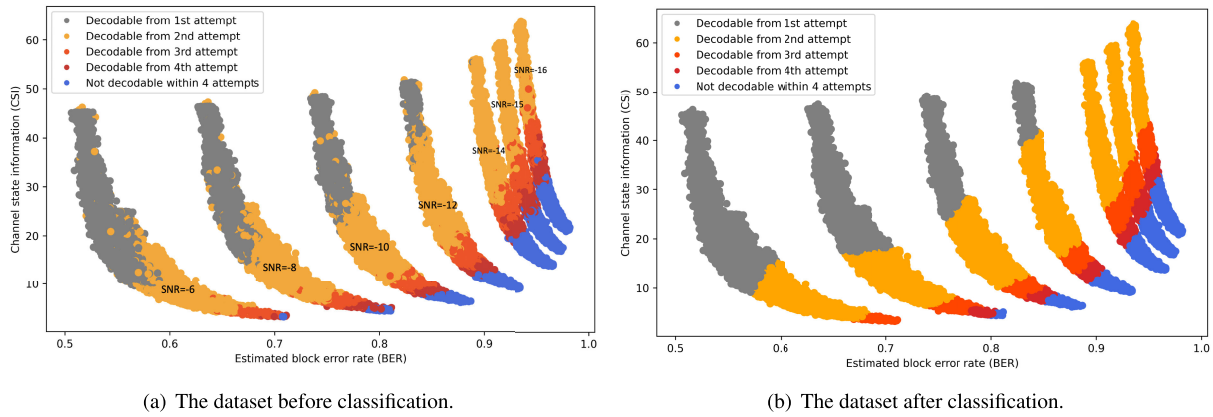 Channel state information (CSI)
60
50
40
30
20
10
Decodable from 1st attempt
Decodable from 2nd attempt
Decodable from 3rd attempt
Decodable from 4th attempt
Not decodable within 4 attempts
SNR=-16
SNR=-15
SNR=-14
SNR=-12
SNR=-10
SNR=-8
SNR=-6
0.5 0.6 0.7 0.8 0.9 1.0
Estimated block error rate (BER)
(a) The dataset before classification.
Channel state information (CSI)
60
50
40
30
20
10
0
Decodable from 1st attempt
Decodable from 2nd attempt
Decodable from 3rd attempt
Decodable from 4th attempt
Not decodable within 4 attempts
0.5 0.6 0.7 0.8 0.9 1.0
Estimated block error rate (BER)
(b) The dataset after classification.